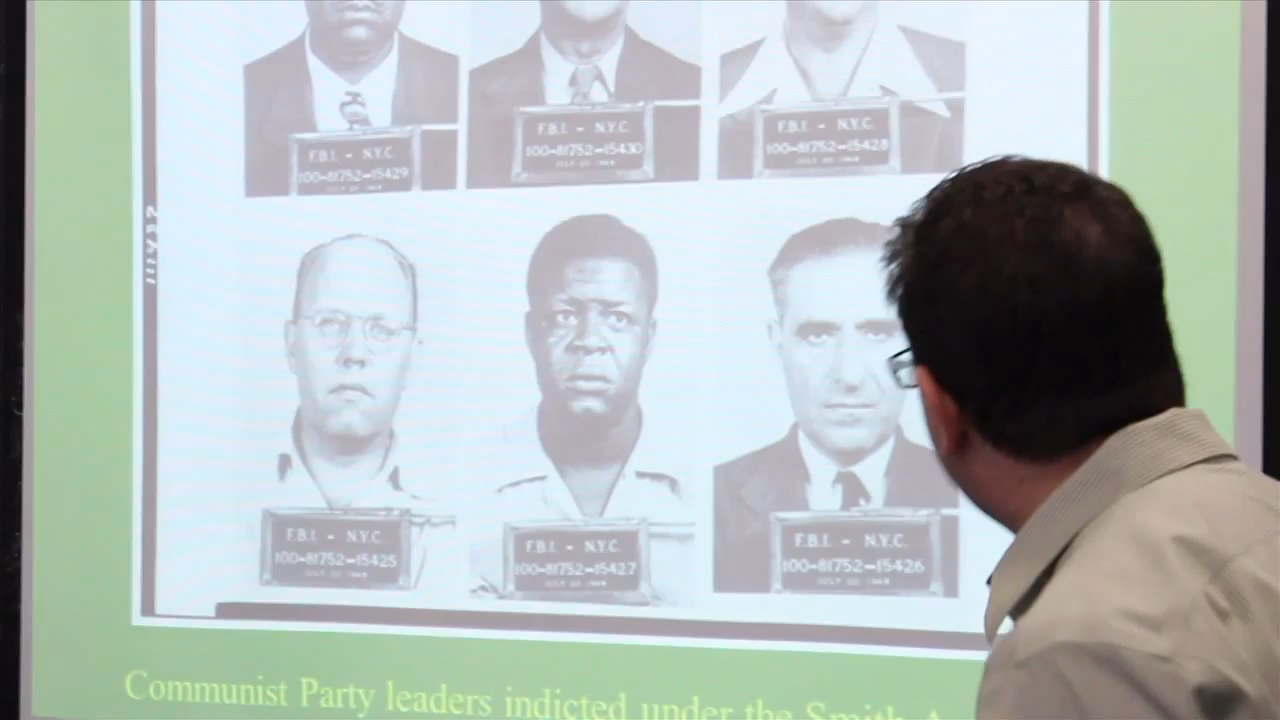 F.B.I. - N.Y.C.
100-81752-15429
F.B.I. - N.Y.C.
100-81752-15430
F.B.I. - N.Y.C.
100-81752-15428
F.B.I. - N.Y.C.
100-81752-15425
F.B.I. - N.Y.C.
100-81752-15427
F.B.I. - N.Y.C.
100-81752-15426
Communist Party leaders indicted under the Smith